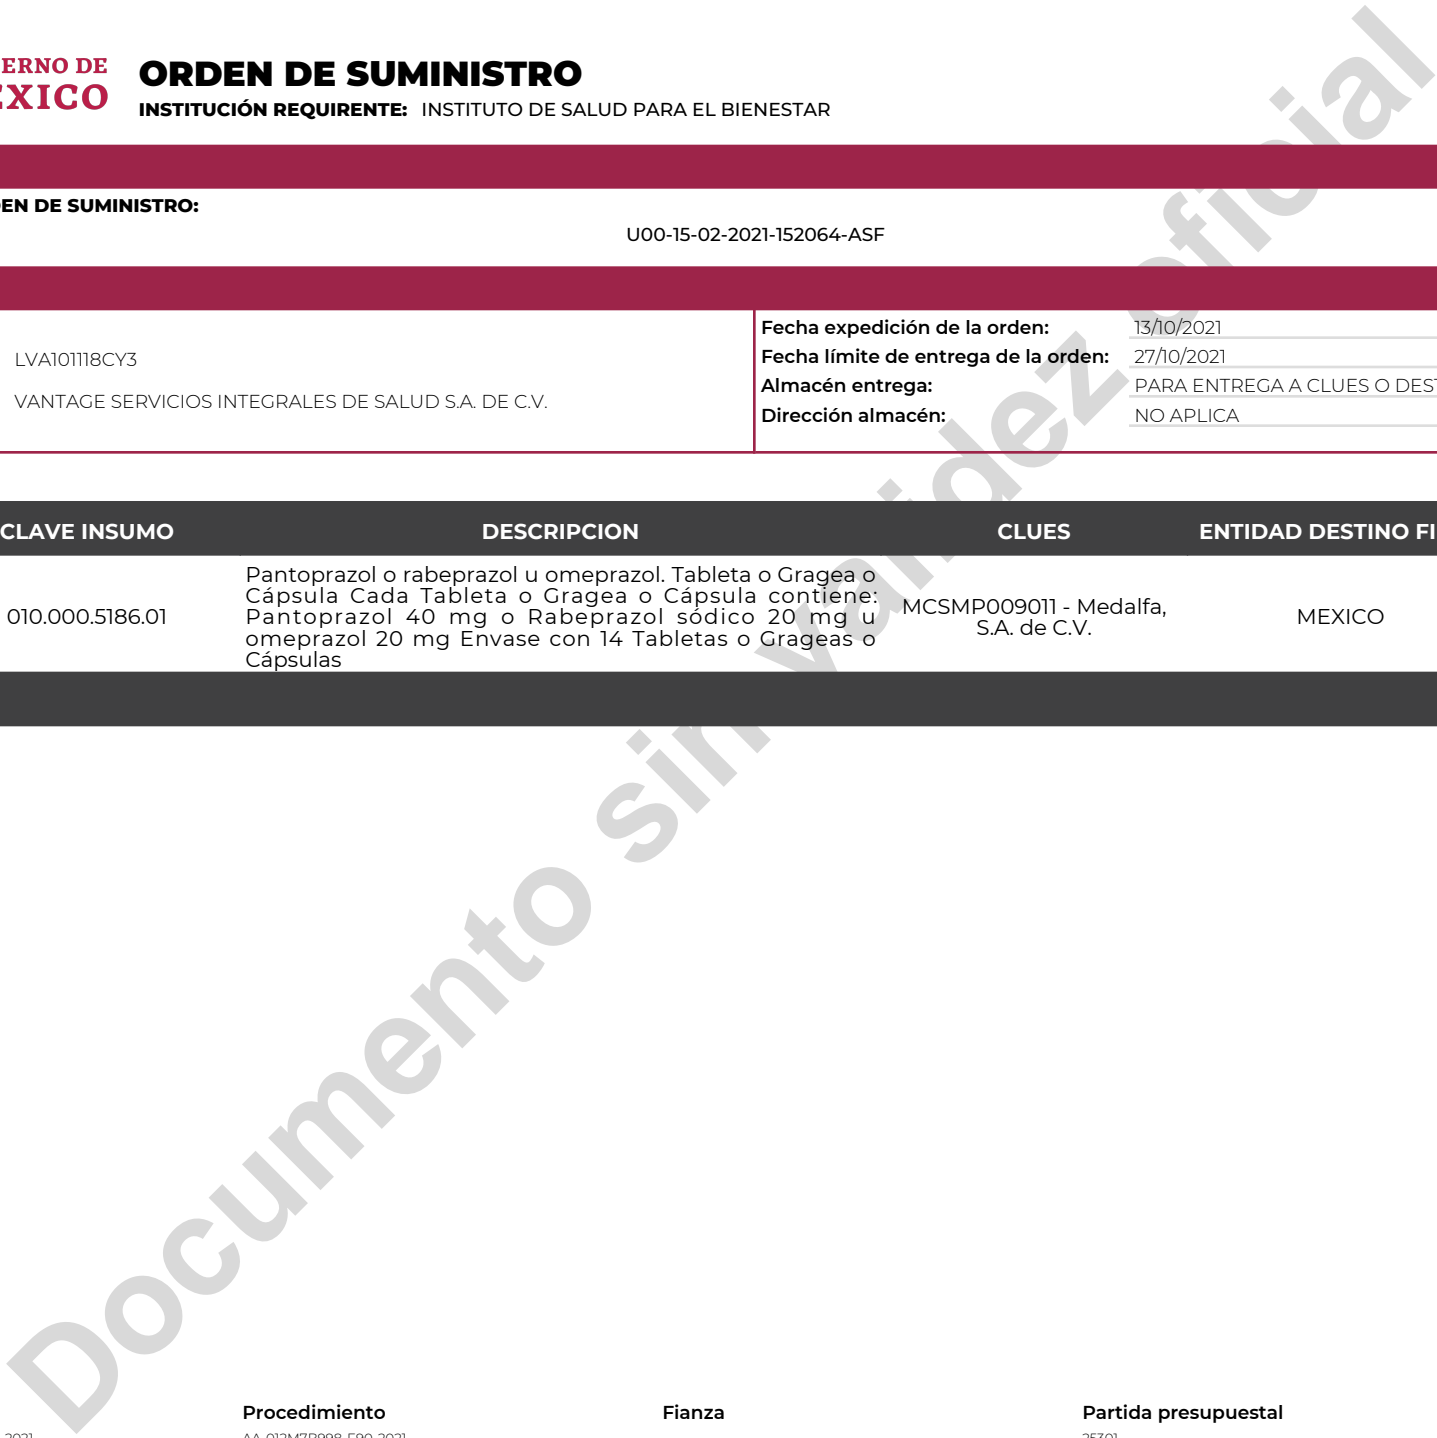 ERNO DE
EXICO
ORDEN DE SUMINISTRO
INSTITUCIÓN REQUIRENTE: INSTITUTO DE SALUD PARA EL BIENESTAR
EN DE SUMINISTRO:
U00-15-02-2021-152064-ASF
LVA101118CY3
VANTAGE SERVICIOS INTEGRALES DE SALUD S.A. DE C.V.
Fecha expedición de la orden: 13/10/2021
Fecha límite de entrega de la orden: 27/10/2021
Almacén entrega: PARA ENTREGA A CLUES O DEST
Dirección almacén: NO APLICA
CLAVE INSUMO DESCRIPCION CLUES ENTIDAD DESTINO FI
010.000.5186.01
Pantoprazol o rabeprazol u omeprazol. Tableta o Gragea o
Cápsula Cada Tableta o Gragea o Cápsula contiene:
Pantoprazol 40 mg o Rabeprazol sódico 20 mg u
omeprazol 20 mg Envase con 14 Tabletas o Grageas o
Cápsulas
MCSMP009011 - Medalfa,
S.A. de C.V.
MEXICO
Documento sin validez oficial
Procedimiento Fianza Partida presupuestal